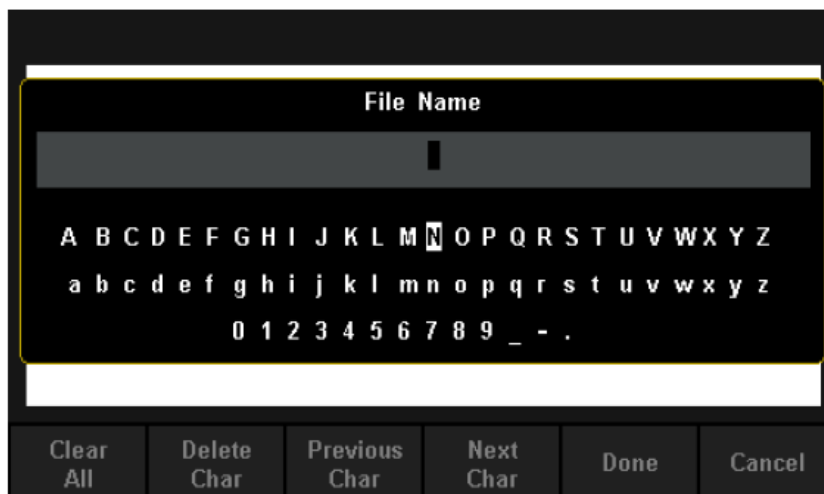 File Name
A B C D E F G H I J K L M N O P Q R S T U V W X Y Z
a b c d e f g h i j k l m n o p q r s t u v w x y z
0 1 2 3 4 5 6 7 8 9 _ - .
Clear All
Delete Char
Previous Char
Next Char
Done
Cancel